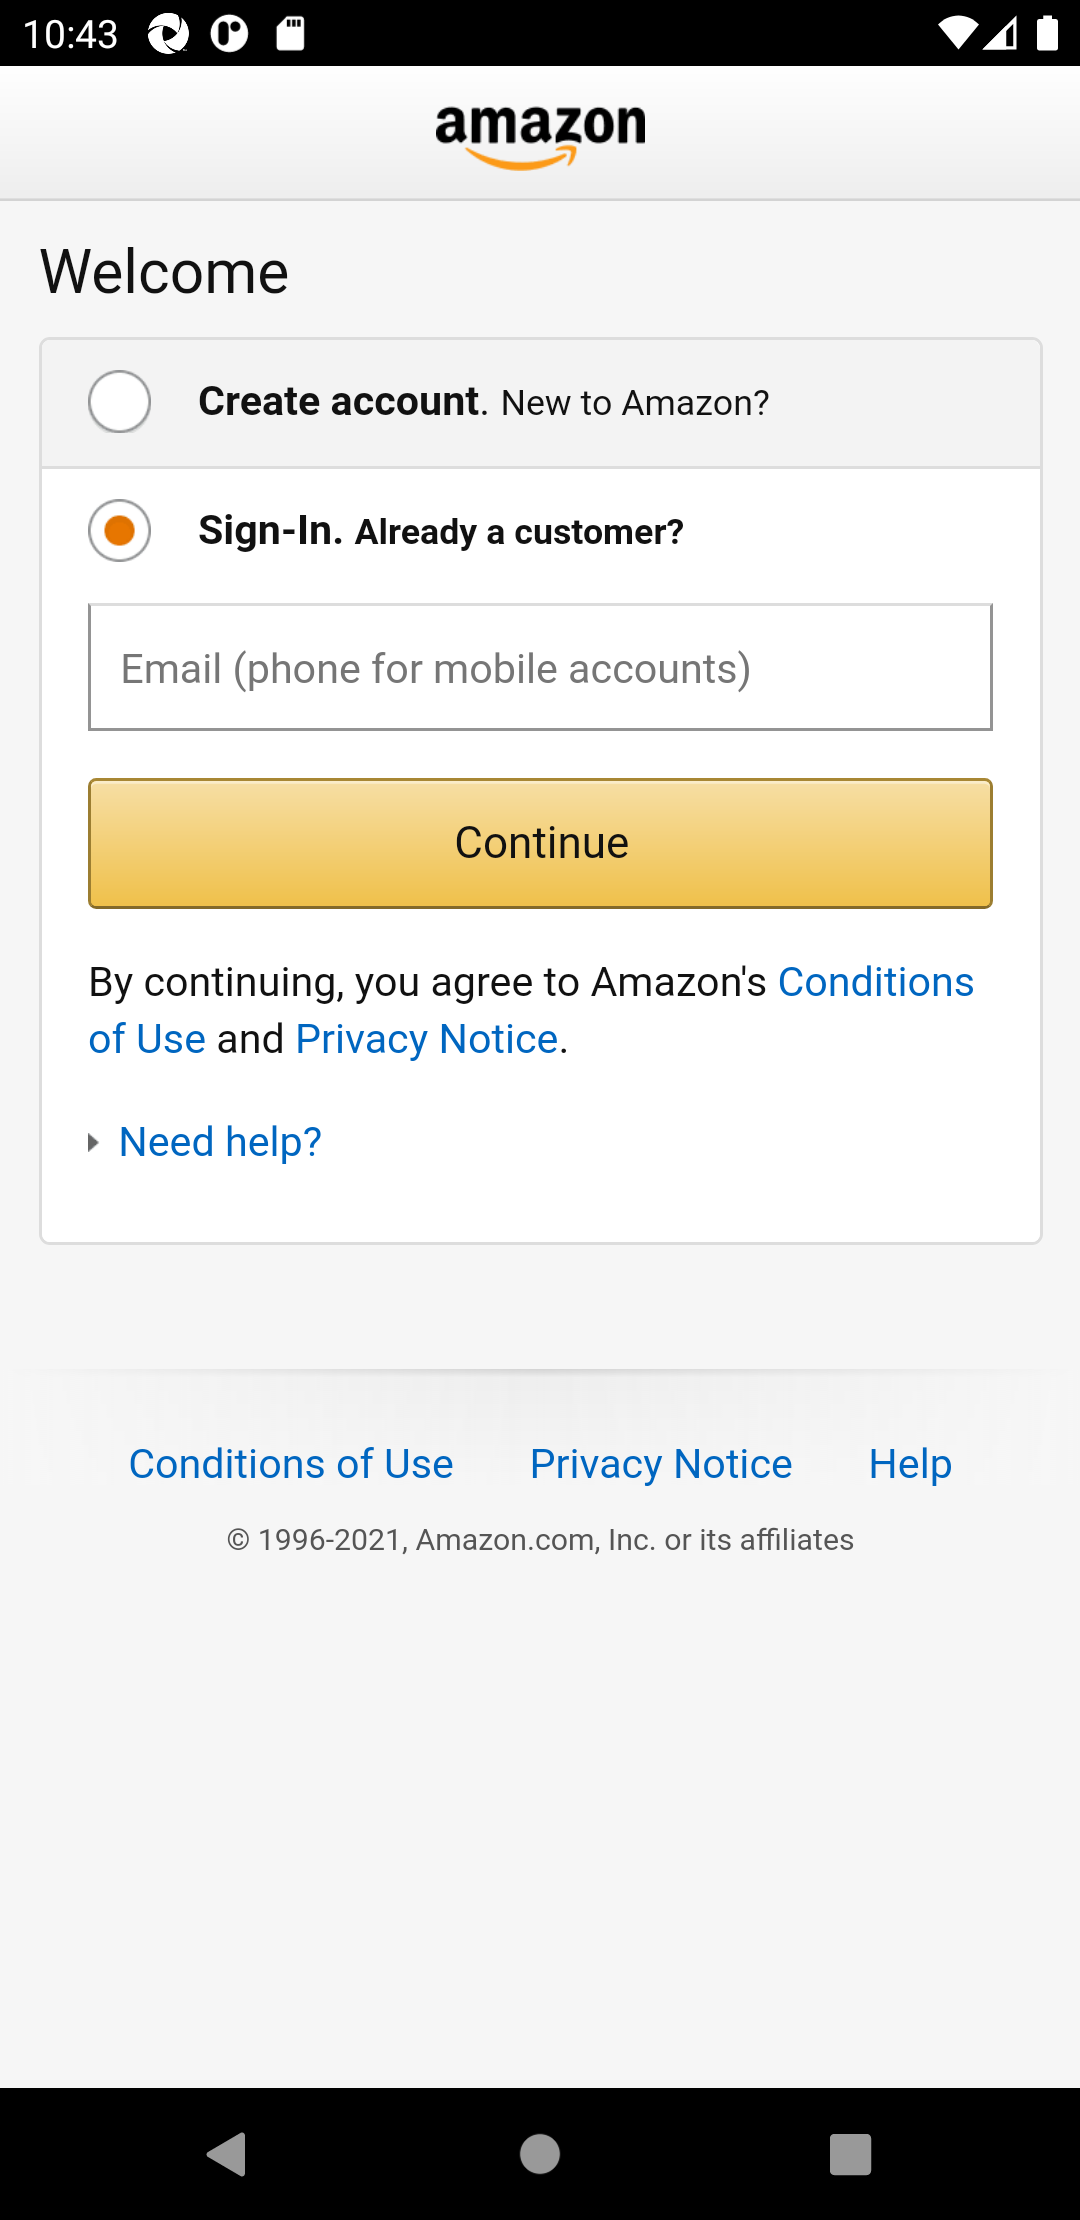 10:43
amazon
Welcome
Create account. New to Amazon?
Sign-In. Already a customer?
Email (phone for mobile accounts)
Continue
By continuing, you agree to Amazon's Conditions
of Use and Privacy Notice.
Need help?
Conditions of Use Privacy Notice Help
© 1996-2021, Amazon.com, Inc. or its affiliates